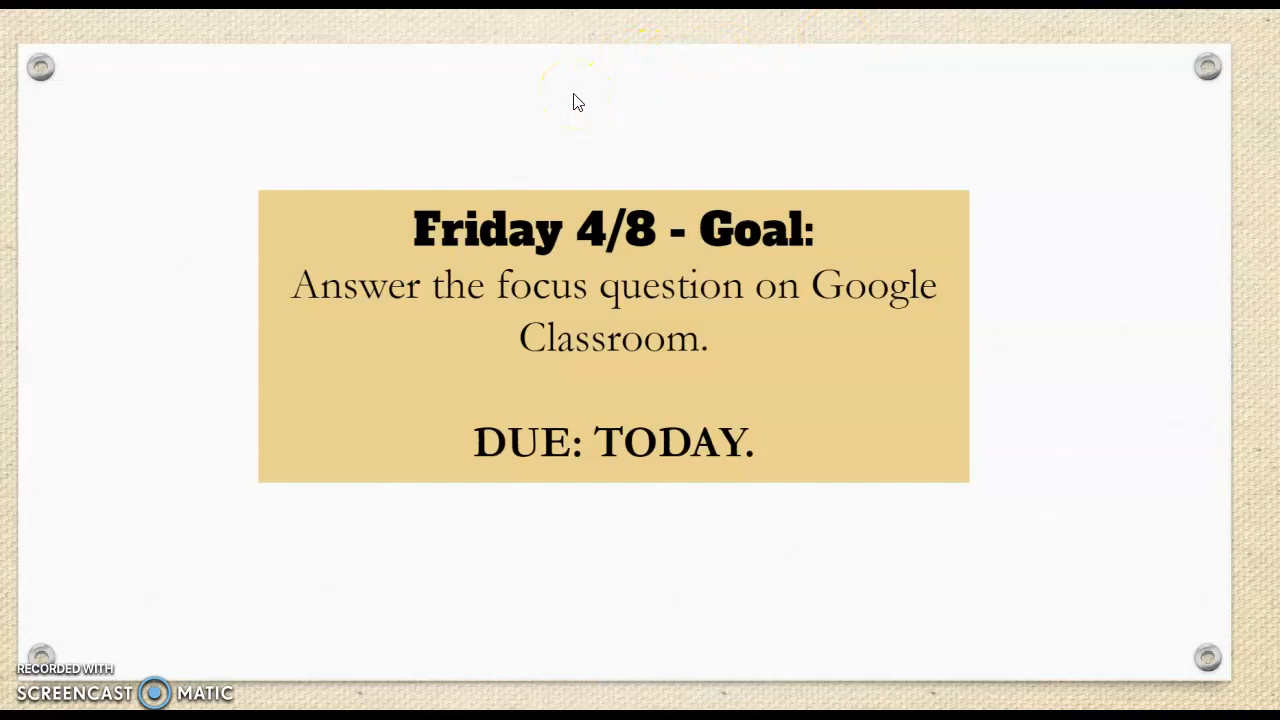 Friday 4/8 - Goal:
Answer the focus question on Google
Classroom.
DUE: TODAY.
RECORDED WITH
SCREENCAST MATIC